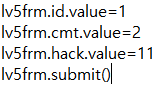 lv5frm.id.value=1
lv5frm.cmt.value=2
lv5frm.hack.value=11
lv5frm.submit()